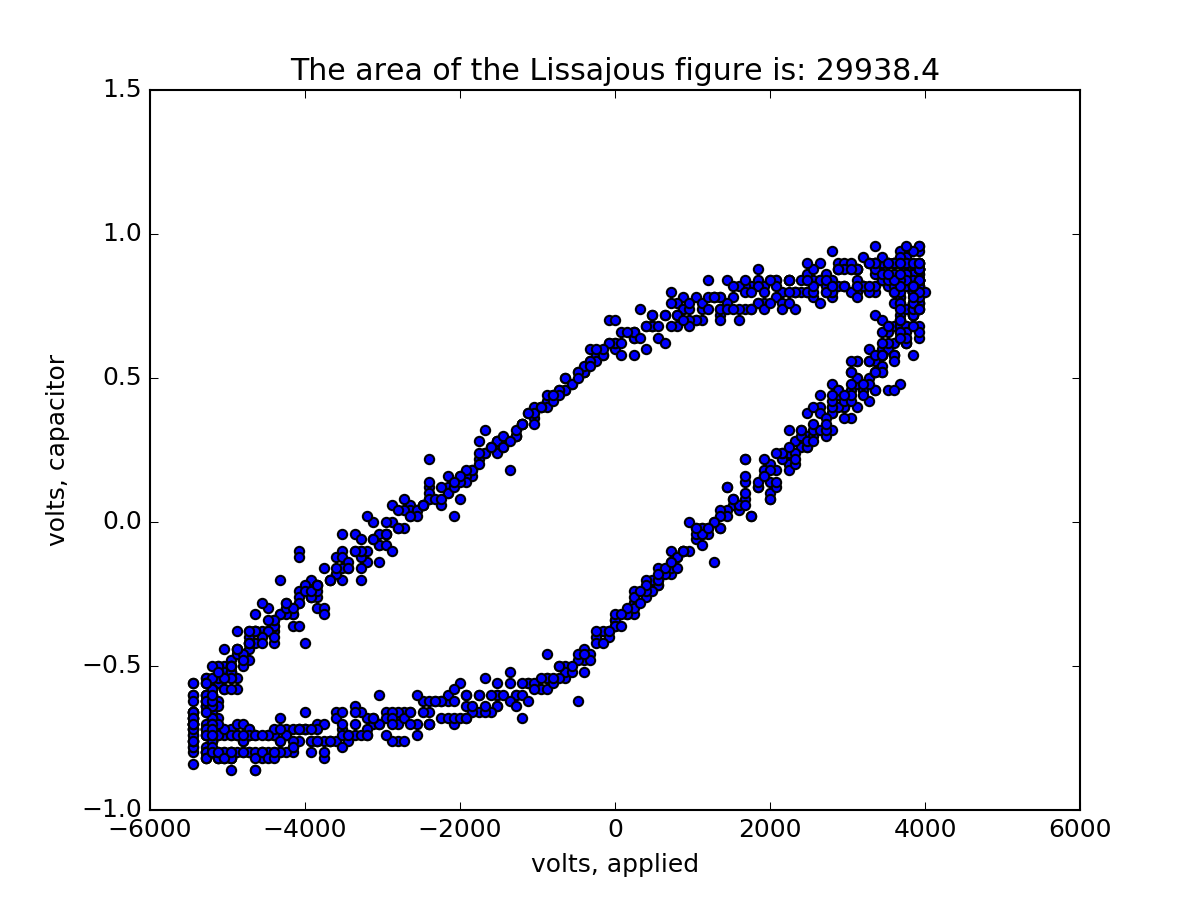 The area of the Lissajous figure is: 29938.4
1.5
1.0
0.5
0.0
−0.5
−1.0
−6000 −4000 −2000 0 2000 4000 6000
volts, capacitor
volts, applied